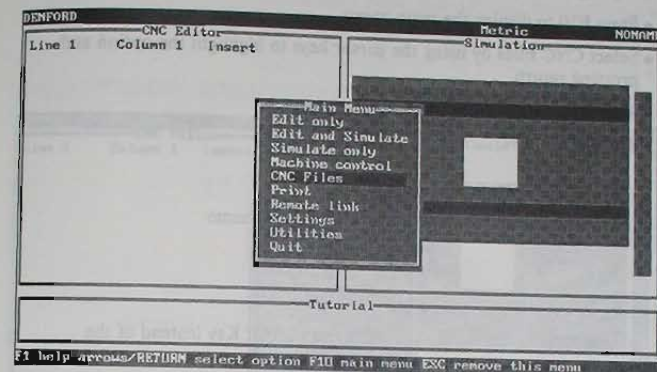 DENFORD Metric NONAME
CNC Editor
Line 1 Column 1 Insert
Simulation
Main Menu
Edit only
Edit and Simulate
Simulate only
Machine control
CNC Files
Print
Remote link
Settings
Utilities
Quit
Tutorial
F1 help arrows/RETURN select option F10 main menu ESC remove this menu